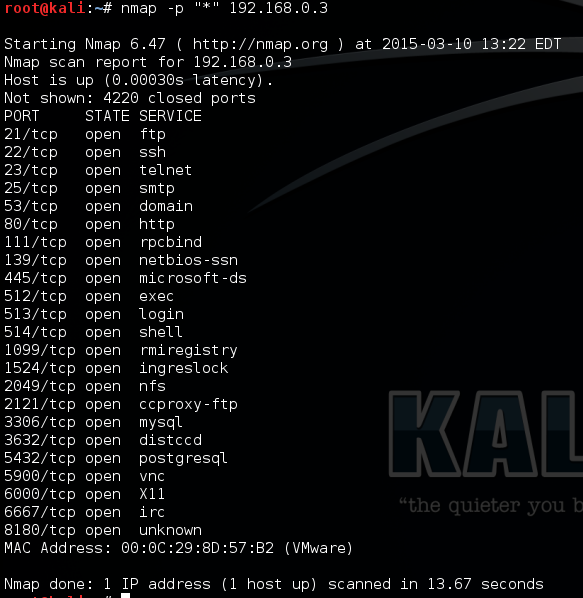 root@kali:~# nmap -p "*" 192.168.0.3
Starting Nmap 6.47 ( http://nmap.org ) at 2015-03-10 13:22 EDT
Nmap scan report for 192.168.0.3
Host is up (0.00030s latency).
Not shown: 4220 closed ports
PORT     STATE SERVICE
21/tcp   open  ftp
22/tcp   open  ssh
23/tcp   open  telnet
25/tcp   open  smtp
53/tcp   open  domain
80/tcp   open  http
111/tcp  open  rpcbind
139/tcp  open  netbios-ssn
445/tcp  open  microsoft-ds
512/tcp  open  exec
513/tcp  open  login
514/tcp  open  shell
1099/tcp open  rmiregistry
1524/tcp open  ingreslock
2049/tcp open  nfs
2121/tcp open  ccproxy-ftp
3306/tcp open  mysql
3632/tcp open  distccd
5432/tcp open  postgresql
5900/tcp open  vnc
6000/tcp open  X11
6667/tcp open  irc
8180/tcp open  unknown
MAC Address: 00:0C:29:8D:57:B2 (VMware)
KAL
“the quieter you b
Nmap done: 1 IP address (1 host up) scanned in 13.67 seconds